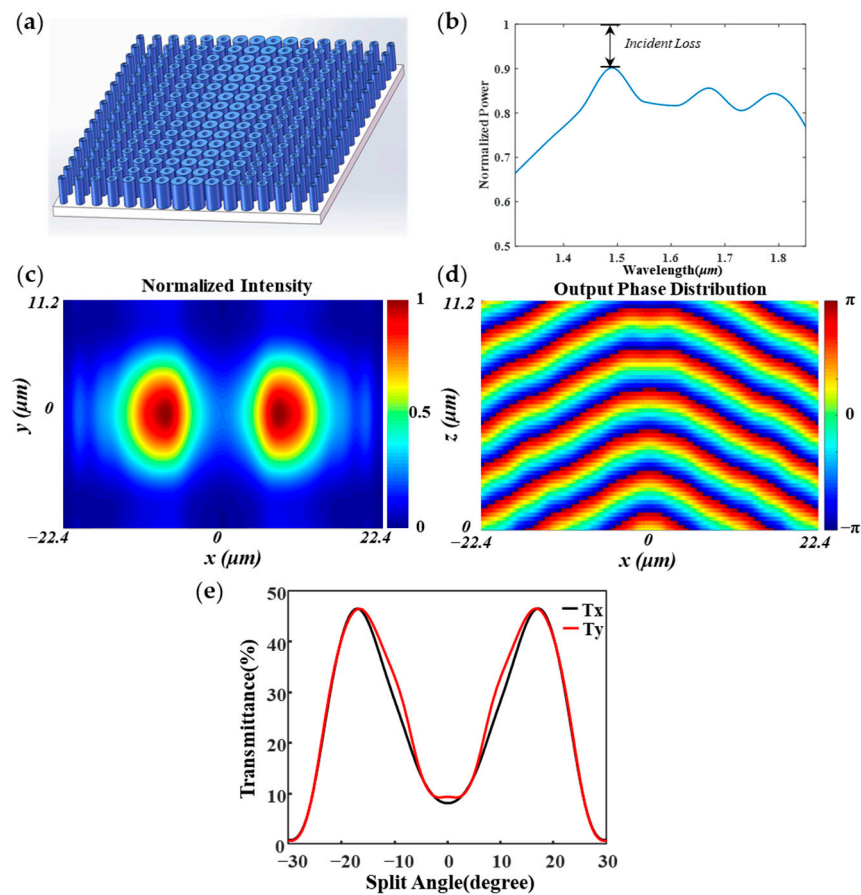 (a)
(b)
1
0.9
0.8
0.7
0.6
0.5
Normalized Power
Incident Loss
1.4 1.5 1.6 1.7 1.8
Wavelength(μm)
(c)
Normalized Intensity
11.2
0
−22.4
y (μm)
0
22.4
x (μm)
1
0.5
0
(d)
Output Phase Distribution
11.2
0
−22.4
z (μm)
0
22.4
x (μm)
π
0
−π
(e)
50
40
30
20
10
0
Transmittance(%)
Tx
Ty
−30 −20 −10 0 10 20 30
Split Angle(degree)